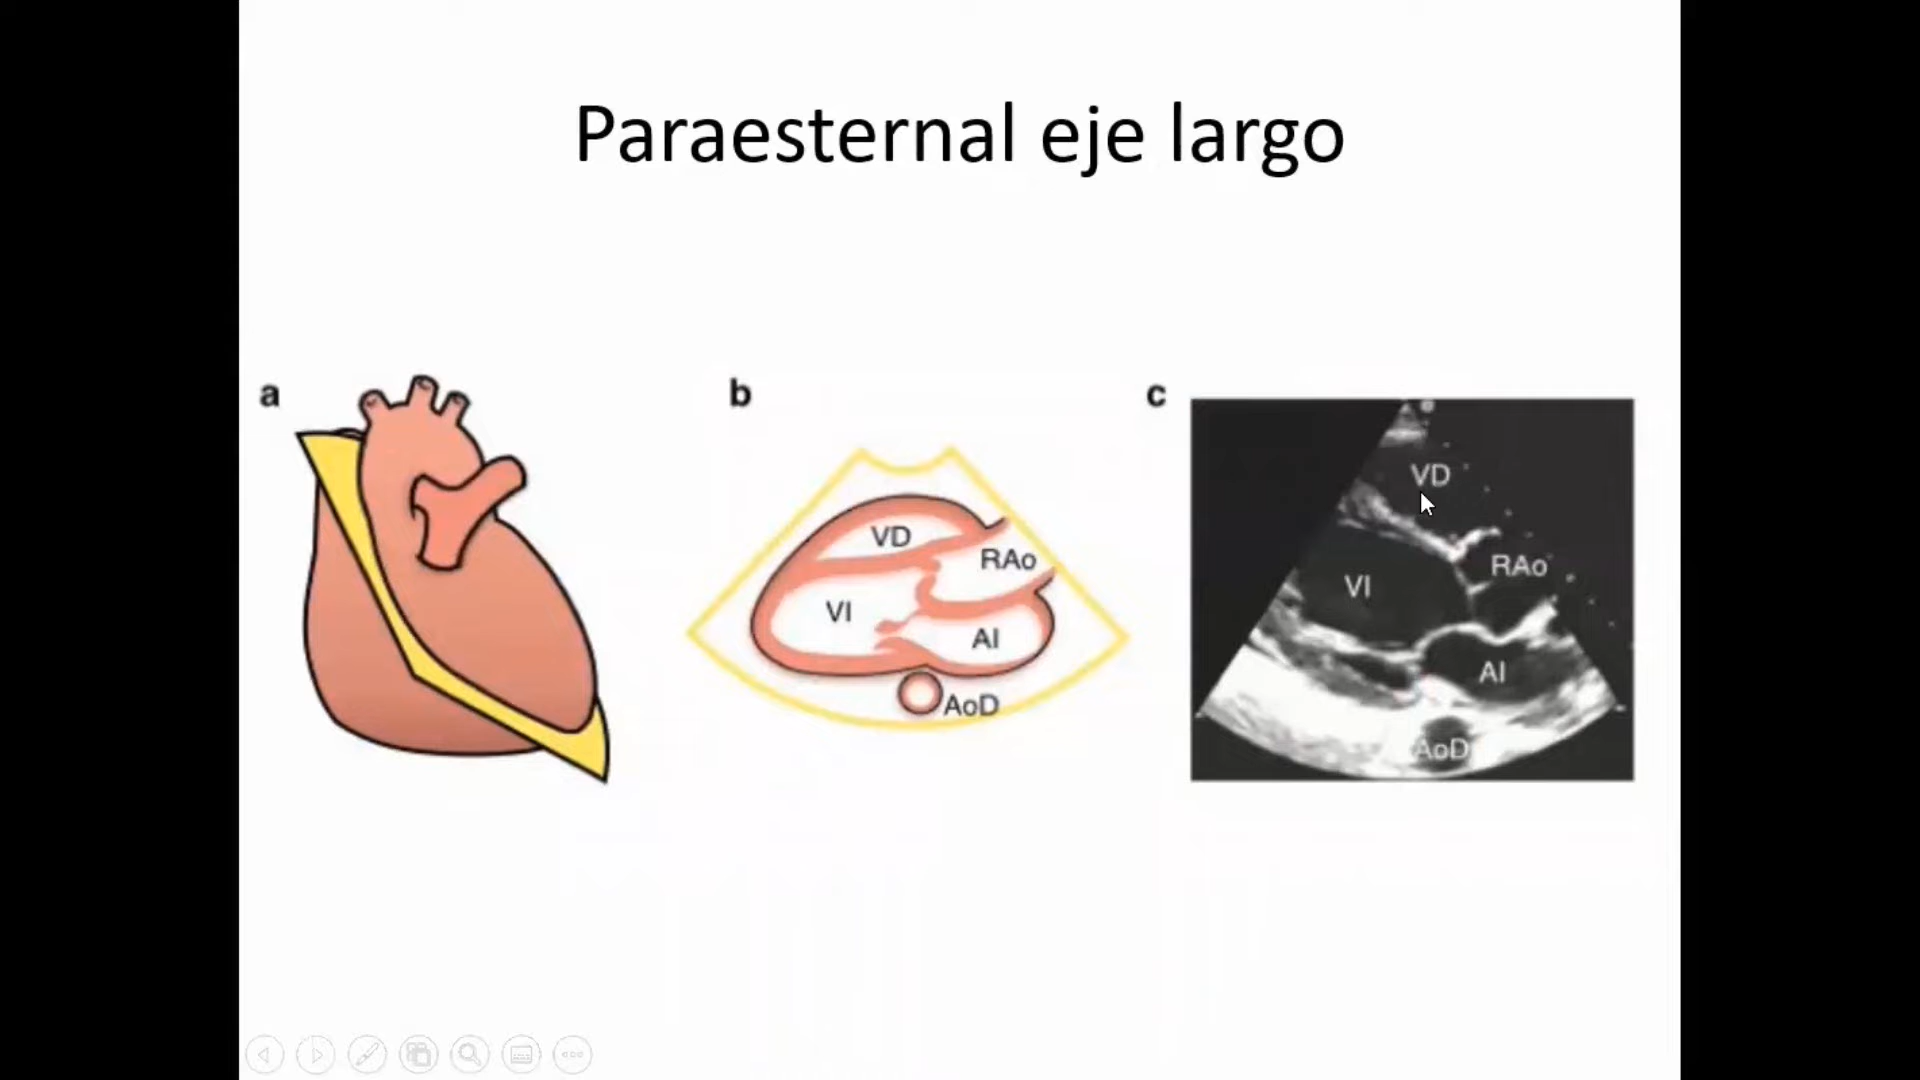 Paraesternal eje largo
a
b
c
VD
RAo
VI
AI
AoD
VD
RAo
VI
AI
AoD